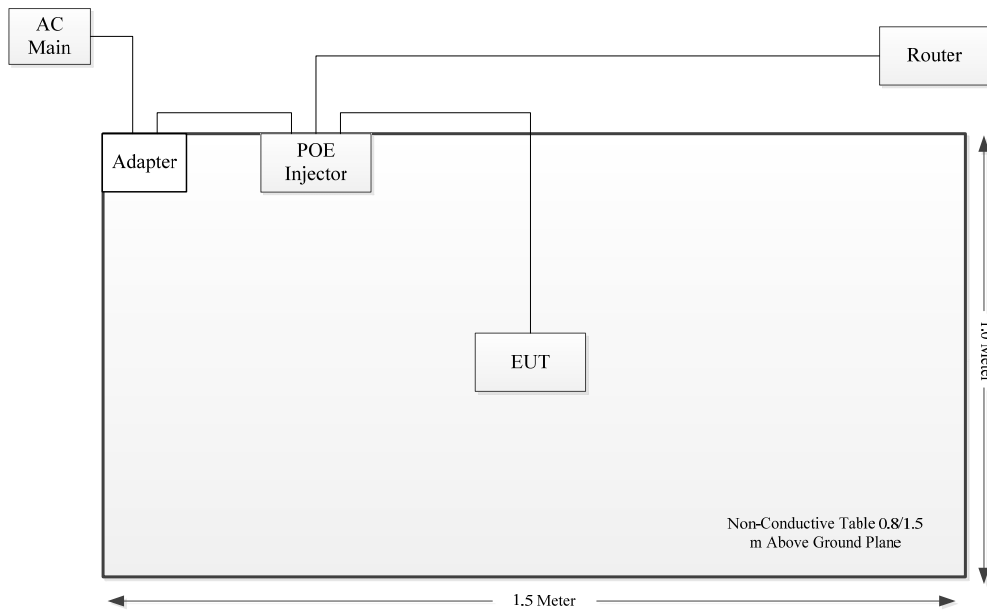 AC
Main
Router
Adapter
POE
Injector
EUT
Non-Conductive Table 0.8/1.5
m Above Ground Plane
1.5 Meter